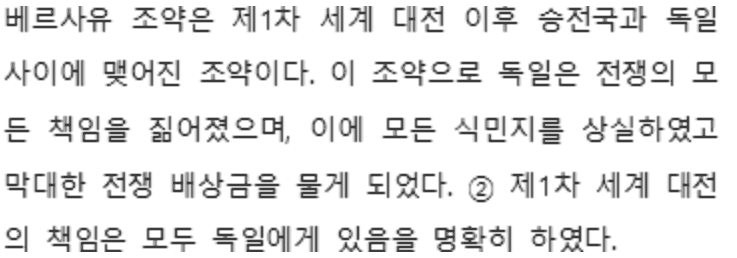 베르사유 조약은 제1차 세계 대전 이후 승전국과 독일
사이에 맺어진 조약이다. 이 조약으로 독일은 전쟁의 모
든 책임을 짊어졌으며, 이에 모든 식민지를 상실하였고
막대한 전쟁 배상금을 물게 되었다. ② 제1차 세계 대전
의 책임은 모두 독일에게 있음을 명확히 하였다.